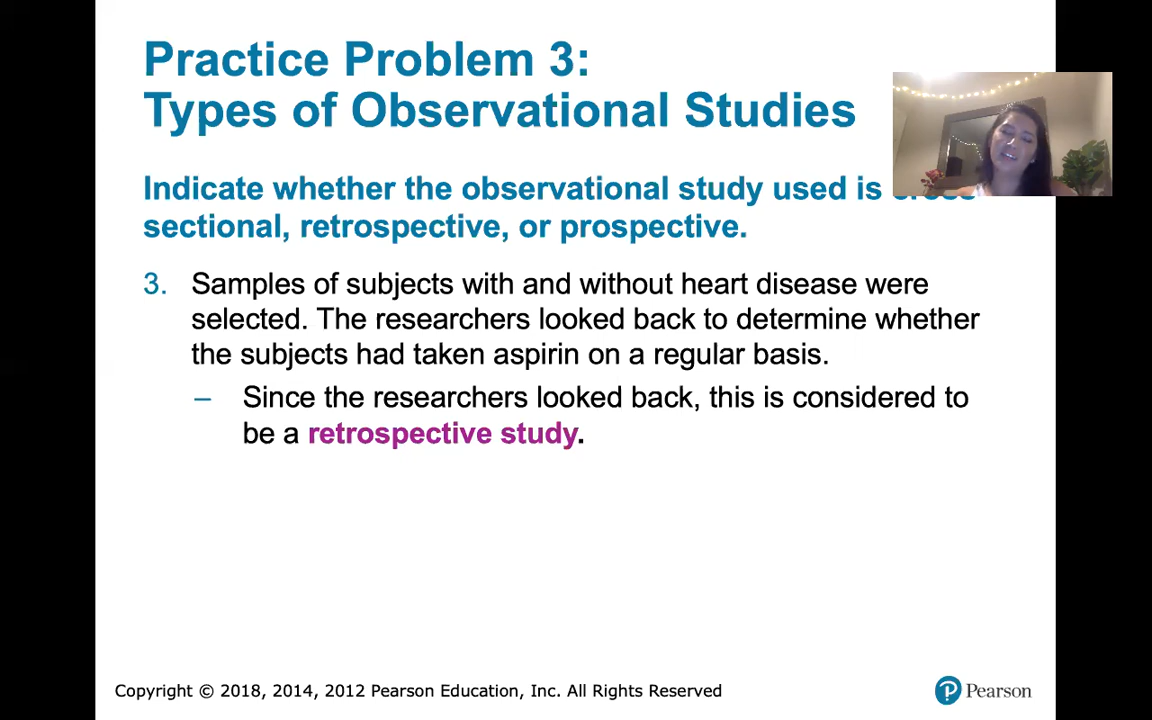 Practice Problem 3:
Types of Observational Studies
Indicate whether the observational study used is
sectional, retrospective, or prospective.
3. Samples of subjects with and without heart disease were
selected. The researchers looked back to determine whether
the subjects had taken aspirin on a regular basis.
– Since the researchers looked back, this is considered to
be a retrospective study.
Copyright © 2018, 2014, 2012 Pearson Education, Inc. All Rights Reserved
Pearson